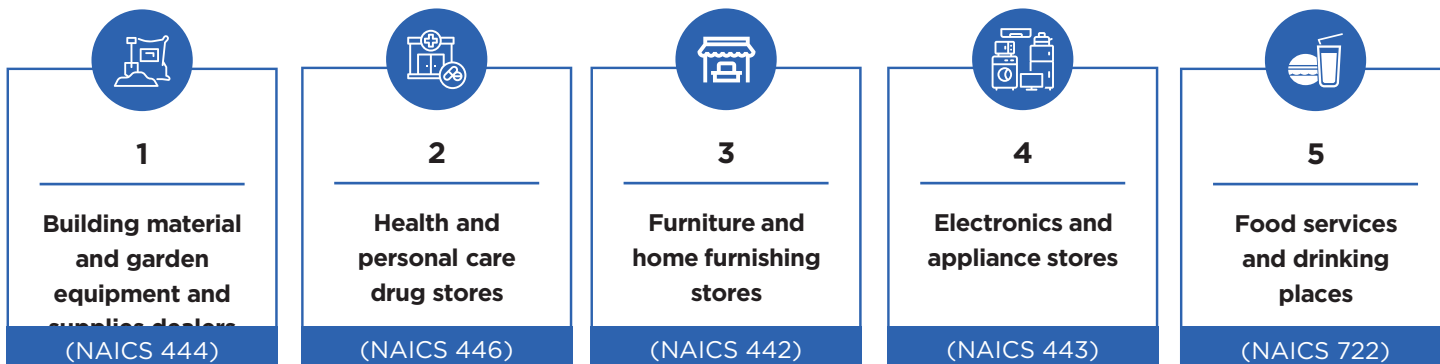 1
Building material
and garden
equipment and
supplies dealers
(NAICS 444)
2
Health and
personal care
drug stores
(NAICS 446)
3
Furniture and
home furnishing
stores
(NAICS 442)
4
Electronics and
appliance stores
(NAICS 443)
5
Food services
and drinking
places
(NAICS 722)